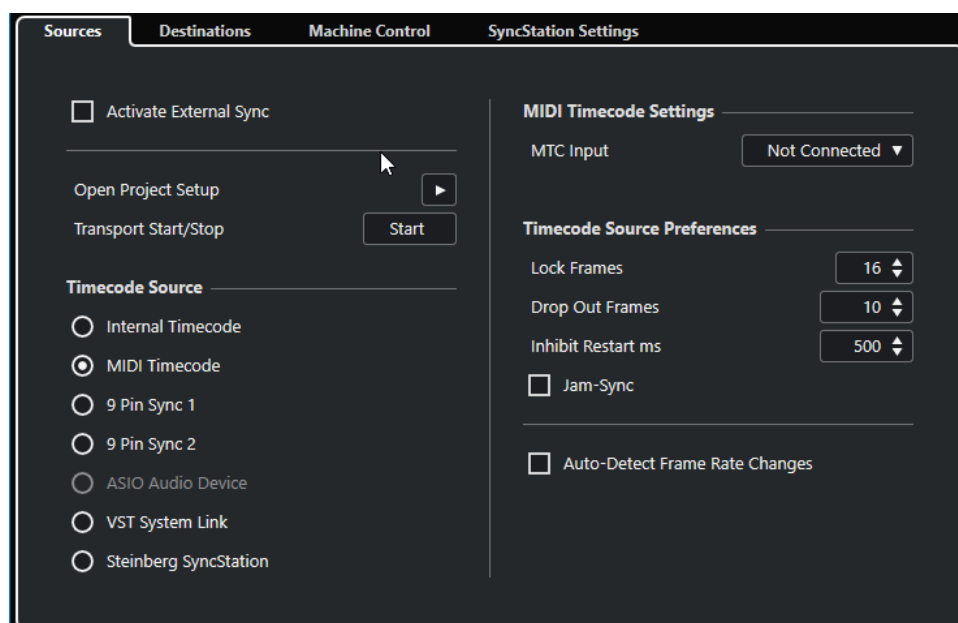 Sources Destinations Machine Control SyncStation Settings
Activate External Sync
Open Project Setup
Transport Start/Stop Start
Timecode Source
Internal Timecode
MIDI Timecode
9 Pin Sync 1
9 Pin Sync 2
ASIO Audio Device
VST System Link
Steinberg SyncStation
MIDI Timecode Settings
MTC Input Not Connected
Timecode Source Preferences
Lock Frames 16
Drop Out Frames 10
Inhibit Restart ms 500
Jam-Sync
Auto-Detect Frame Rate Changes